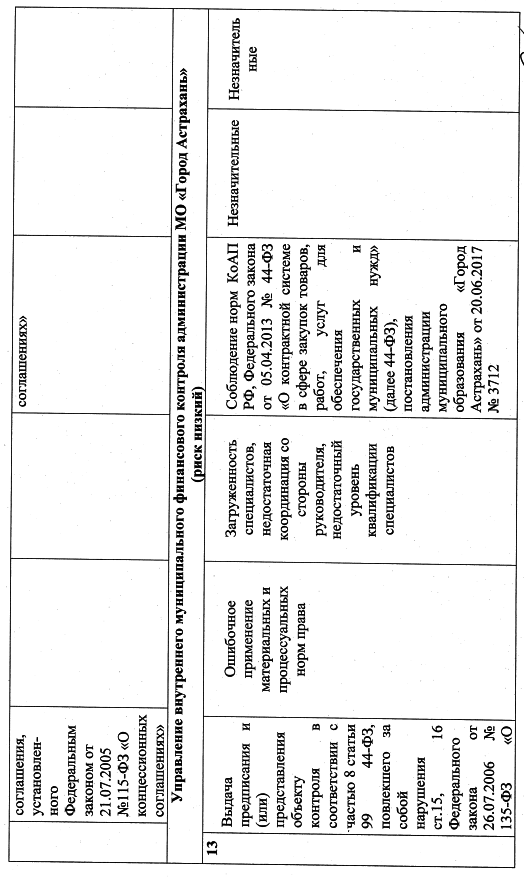 соглашения,
установлен-
ного
Федеральным
законом от
21.07.2005
№115-ФЗ «О
концессионных
соглашениях»
соглашениях»
Управление внутреннего муниципального финансового контроля администрации МО «Город Астрахань»
(риск низкий)
13
Выдача
предписания и
(или)
представления
объекту
контроля в
соответствии с
частью 8 статьи
99 44-ФЗ,
повлекшего за
собой
нарушения
ст.15, 16
Федерального
закона от
26.07.2006 №
135-ФЗ «О
Ошибочное
применение
материальных и
процессуальных
норм права
Загруженность
специалистов,
недостаточная
координация со
стороны
руководителя,
недостаточный
уровень
квалификации
специалистов
Соблюдение норм КоАП
РФ, Федерального закона
от 05.04.2013 № 44-ФЗ
«О контрактной системе
в сфере закупок товаров,
работ, услуг для
обеспечения
государственных и
муниципальных нужд»
(далее 44-ФЗ),
постановления
администрации
муниципального
образования «Город
Астрахань» от 20.06.2017
№ 3712
Незначительные
Незначитель
ные